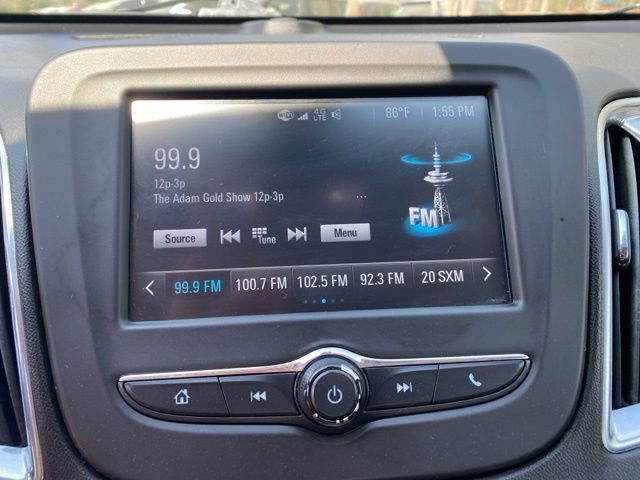 WiFi 4G LTE 86°F 1:55 PM
99.9
12p-3p
The Adam Gold Show 12p-3p ...
FM
Source Tune Menu
99.9 FM 100.7 FM 102.5 FM 92.3 FM 20 SXM